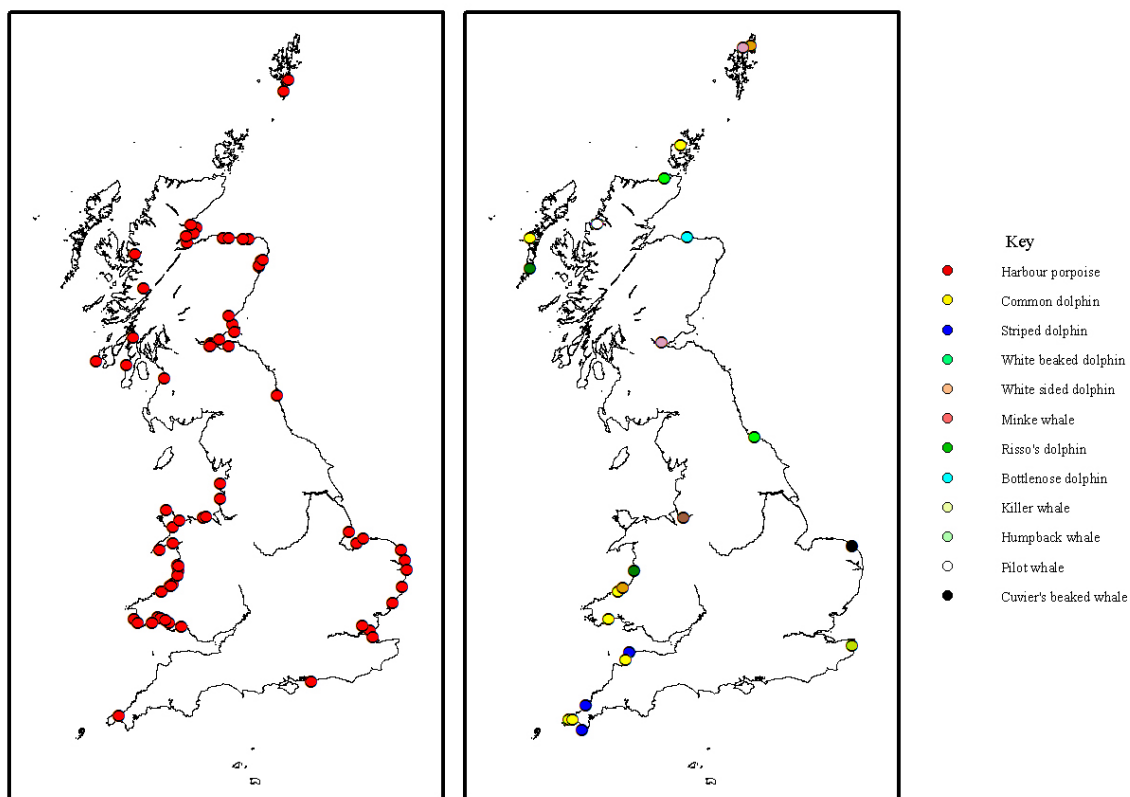 Key
Harbour porpoise
Common dolphin
Striped dolphin
White beaked dolphin
White sided dolphin
Minke whale
Risso's dolphin
Bottlenose dolphin
Killer whale
Humpback whale
Pilot whale
Cuvier's beaked whale